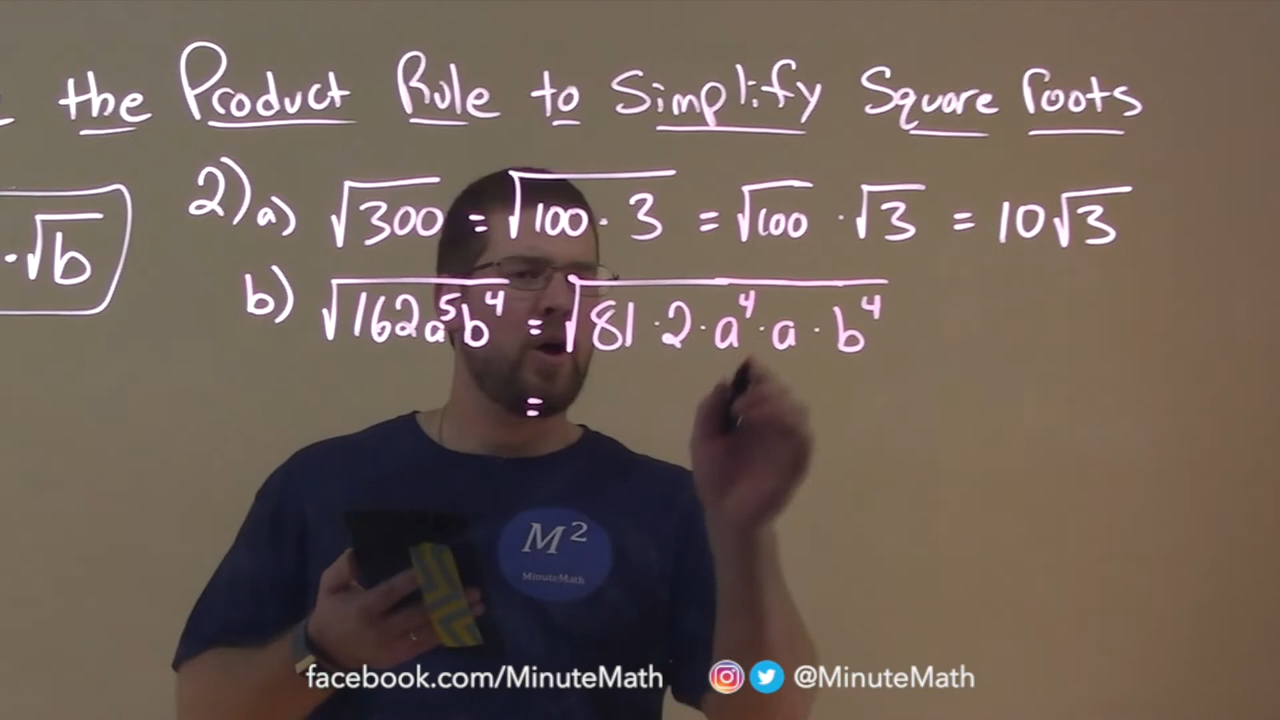 the Product Rule to Simplify Square roots
·√b
2) a) √300 = √100 · 3 = √100 · √3 = 10√3
b) √162a⁵b⁴ = √81 · 2 · a⁴ · a · b⁴
=
M²
MinuteMath
facebook.com/MinuteMath @MinuteMath